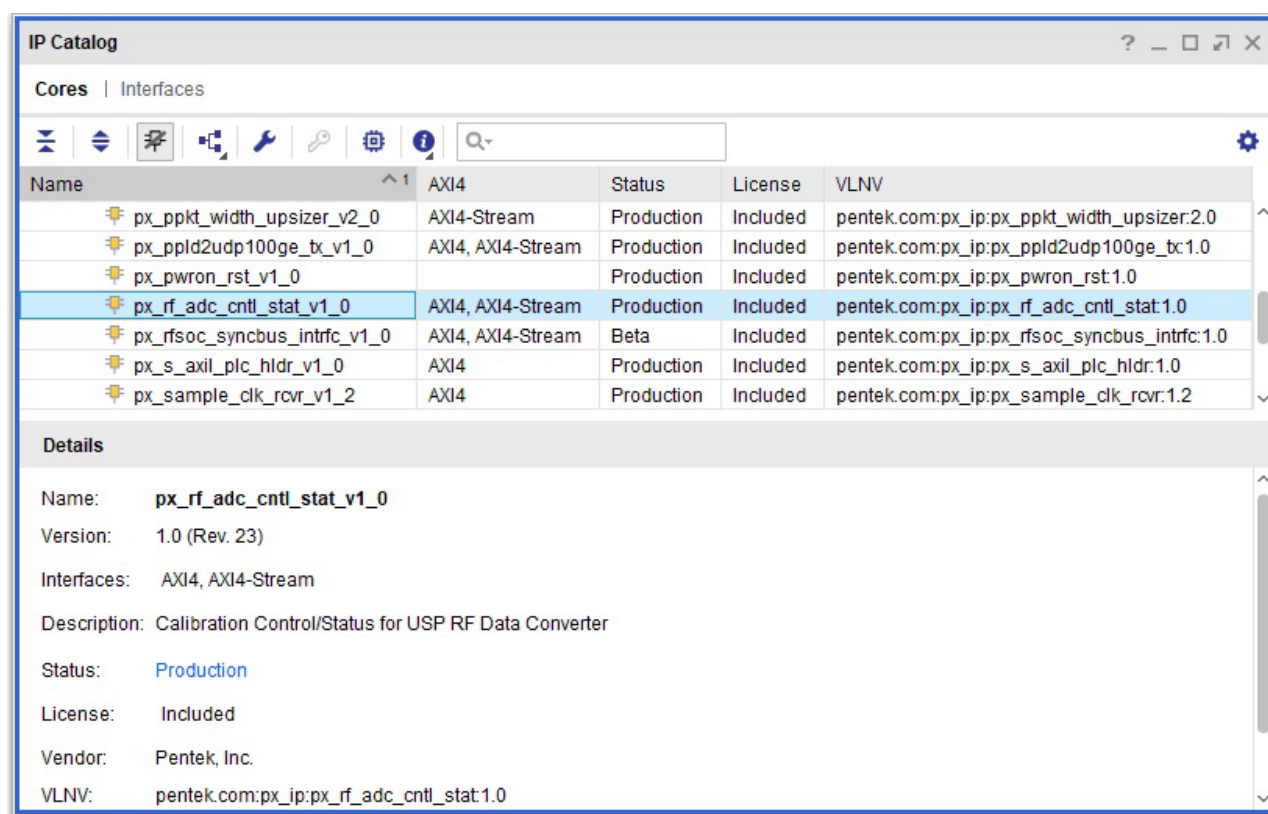 IP Catalog
Cores | Interfaces
Name 1 AXI4 Status License VLNV
px_ppkt_width_upsizer_v2_0 AXI4-Stream Production Included pentek.com:px_ip:px_ppkt_width_upsizer:2.0
px_ppld2udp100ge_tx_v1_0 AXI4, AXI4-Stream Production Included pentek.com:px_ip:px_ppld2udp100ge_tx:1.0
px_pwron_rst_v1_0 Production Included pentek.com:px_ip:px_pwron_rst:1.0
px_rf_adc_cntl_stat_v1_0 AXI4, AXI4-Stream Production Included pentek.com:px_ip:px_rf_adc_cntl_stat:1.0
px_rfsoc_syncbus_intrfc_v1_0 AXI4, AXI4-Stream Beta Included pentek.com:px_ip:px_rfsoc_syncbus_intrfc:1.0
px_s_axil_plc_hldr_v1_0 AXI4 Production Included pentek.com:px_ip:px_s_axil_plc_hldr:1.0
px_sample_clk_rcvr_v1_2 AXI4 Production Included pentek.com:px_ip:px_sample_clk_rcvr:1.2
Details
Name: px_rf_adc_cntl_stat_v1_0
Version: 1.0 (Rev. 23)
Interfaces: AXI4, AXI4-Stream
Description: Calibration Control/Status for USP RF Data Converter
Status: Production
License: Included
Vendor: Pentek, Inc.
VLNV: pentek.com:px_ip:px_rf_adc_cntl_stat:1.0